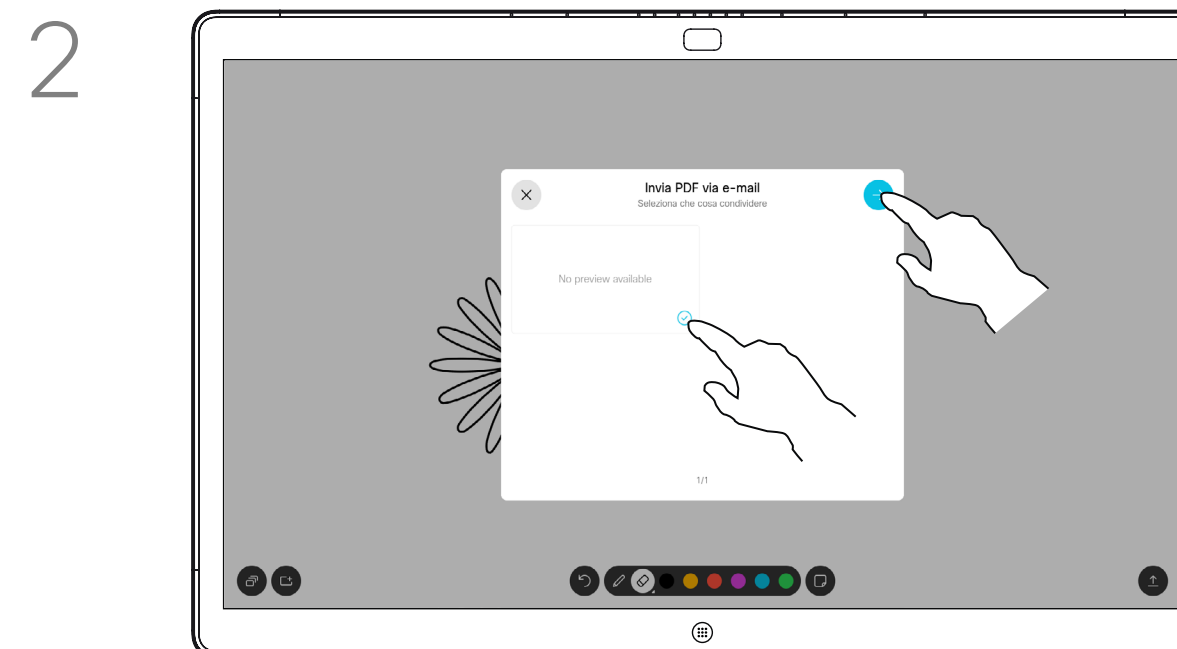 2
Invia PDF via e-mail
Seleziona che cosa condividere
No preview available
1/1